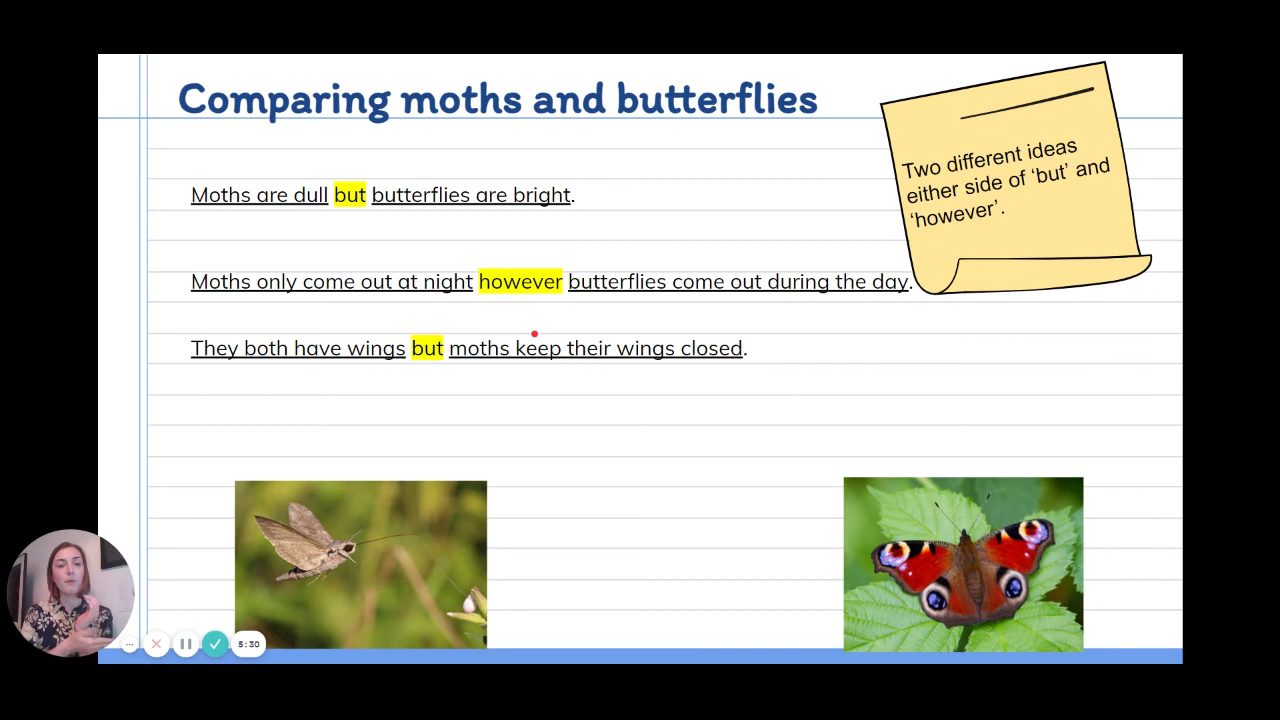 Comparing moths and butterflies
Two different ideas
either side of ‘but’ and
‘however’.
Moths are dull but butterflies are bright.
Moths only come out at night however butterflies come out during the day.
They both have wings but moths keep their wings closed.
5:30